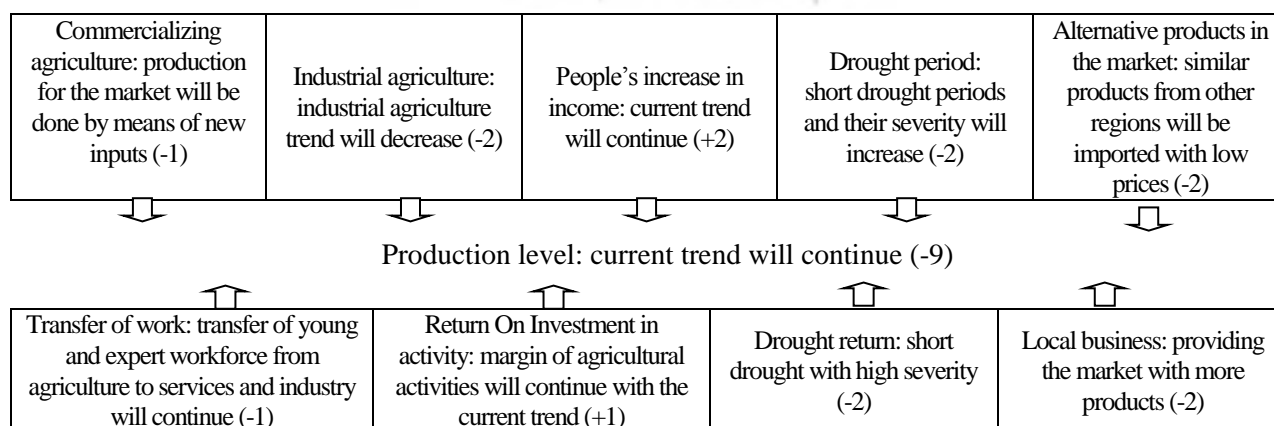 Commercializing
agriculture: production
for the market will be
done by means of new
inputs (-1)
Industrial agriculture:
industrial agriculture
trend will decrease (-2)
People's increase in
income: current trend
will continue (+2)
Drought period:
short drought periods
and their severity will
increase (-2)
Alternative products in
the market: similar
products from other
regions will be
imported with low
prices (-2)
Production level: current trend will continue (-9)
Transfer of work: transfer of young
and expert workforce from
agriculture to services and industry
will continue (-1)
Return On Investment in
activity: margin of agricultural
activities will continue with the
current trend (+1)
Drought return: short
drought with high severity
(-2)
Local business: providing
the market with more
products (-2)